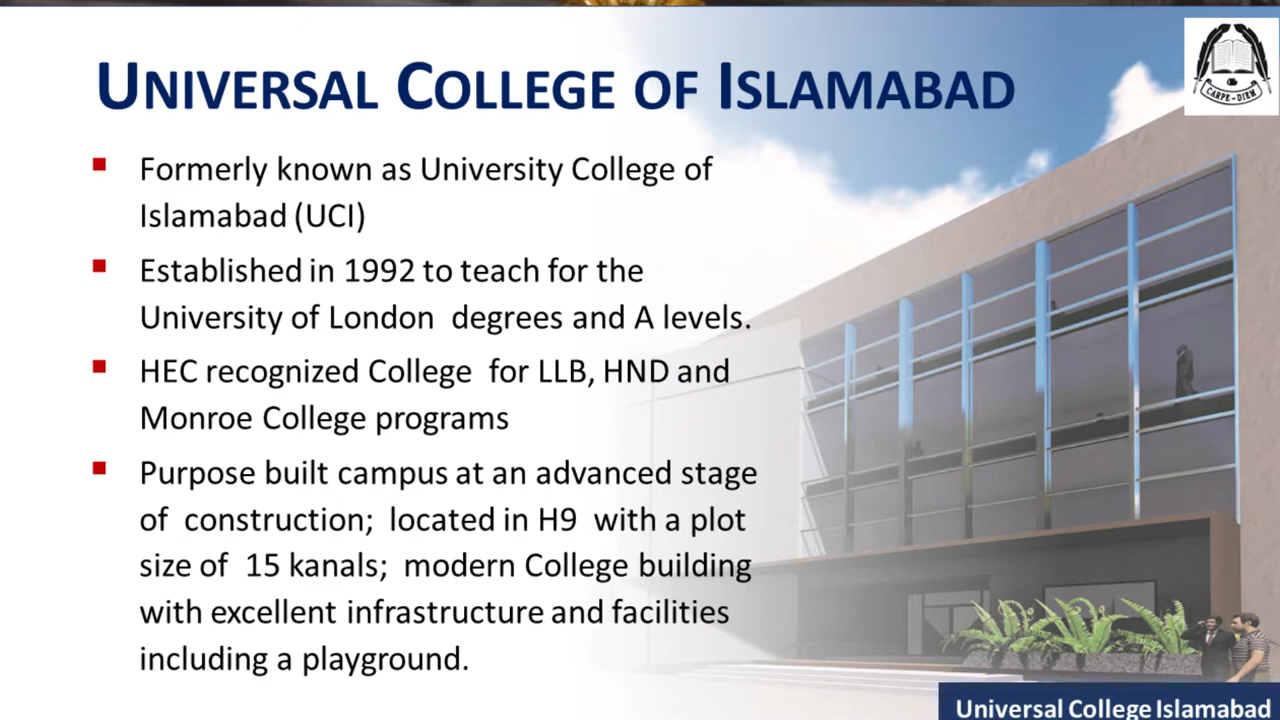 UNIVERSAL COLLEGE OF ISLAMABAD
CARPE - DIEM
Formerly known as University College of
Islamabad (UCI)
Established in 1992 to teach for the
University of London degrees and A levels.
HEC recognized College for LLB, HND and
Monroe College programs
Purpose built campus at an advanced stage
of construction; located in H9 with a plot
size of 15 kanals; modern College building
with excellent infrastructure and facilities
including a playground.
Universal College Islamabad